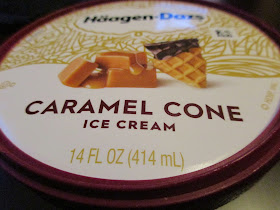 Häagen-Dazs
CARAMEL CONE
ICE CREAM
14 FL OZ (414 mL)